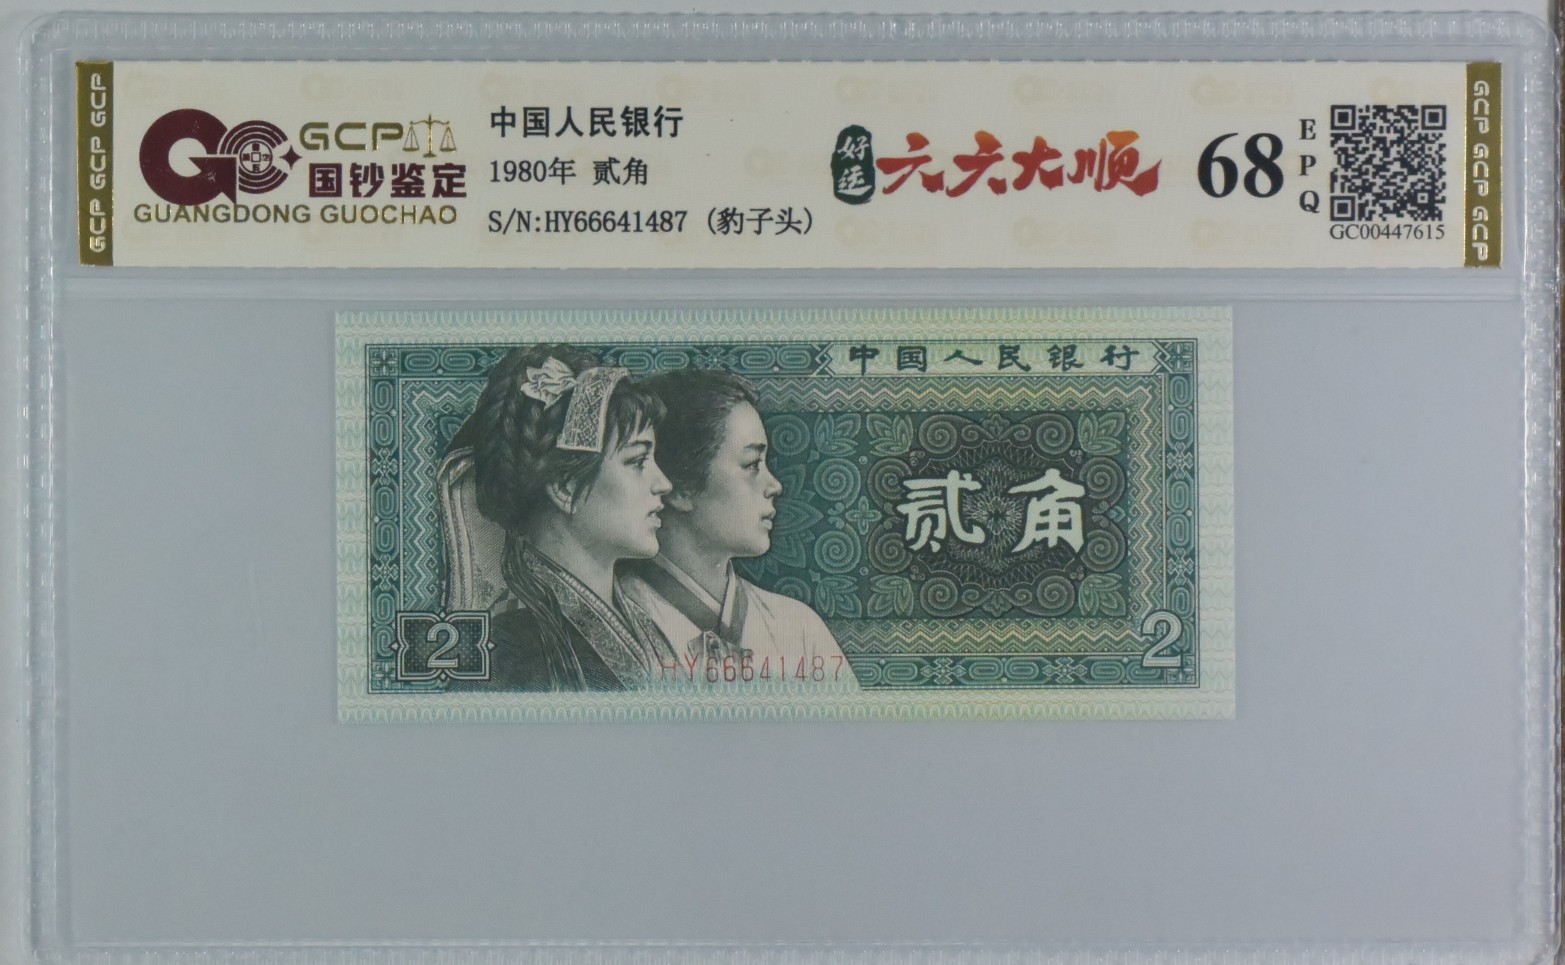 GCP GCP GCP
GCP
国钞鉴定
GUANGDONG GUOCHAO
中国人民银行
1980年 贰角
S/N:HY66641487 (豹子头)
好运
六六大顺
68
EPQ
GC00447615
GCP GCP GCP
中国人民银行
贰角
2
2
HY66641487